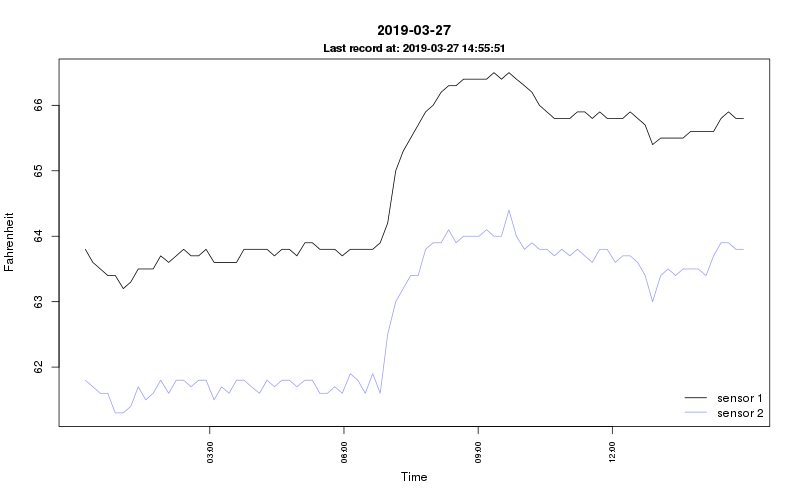 2019-03-27
Last record at: 2019-03-27 14:55:51
Fahrenheit
66
65
64
63
62
sensor 1
sensor 2
03:00
06:00
09:00
12:00
Time